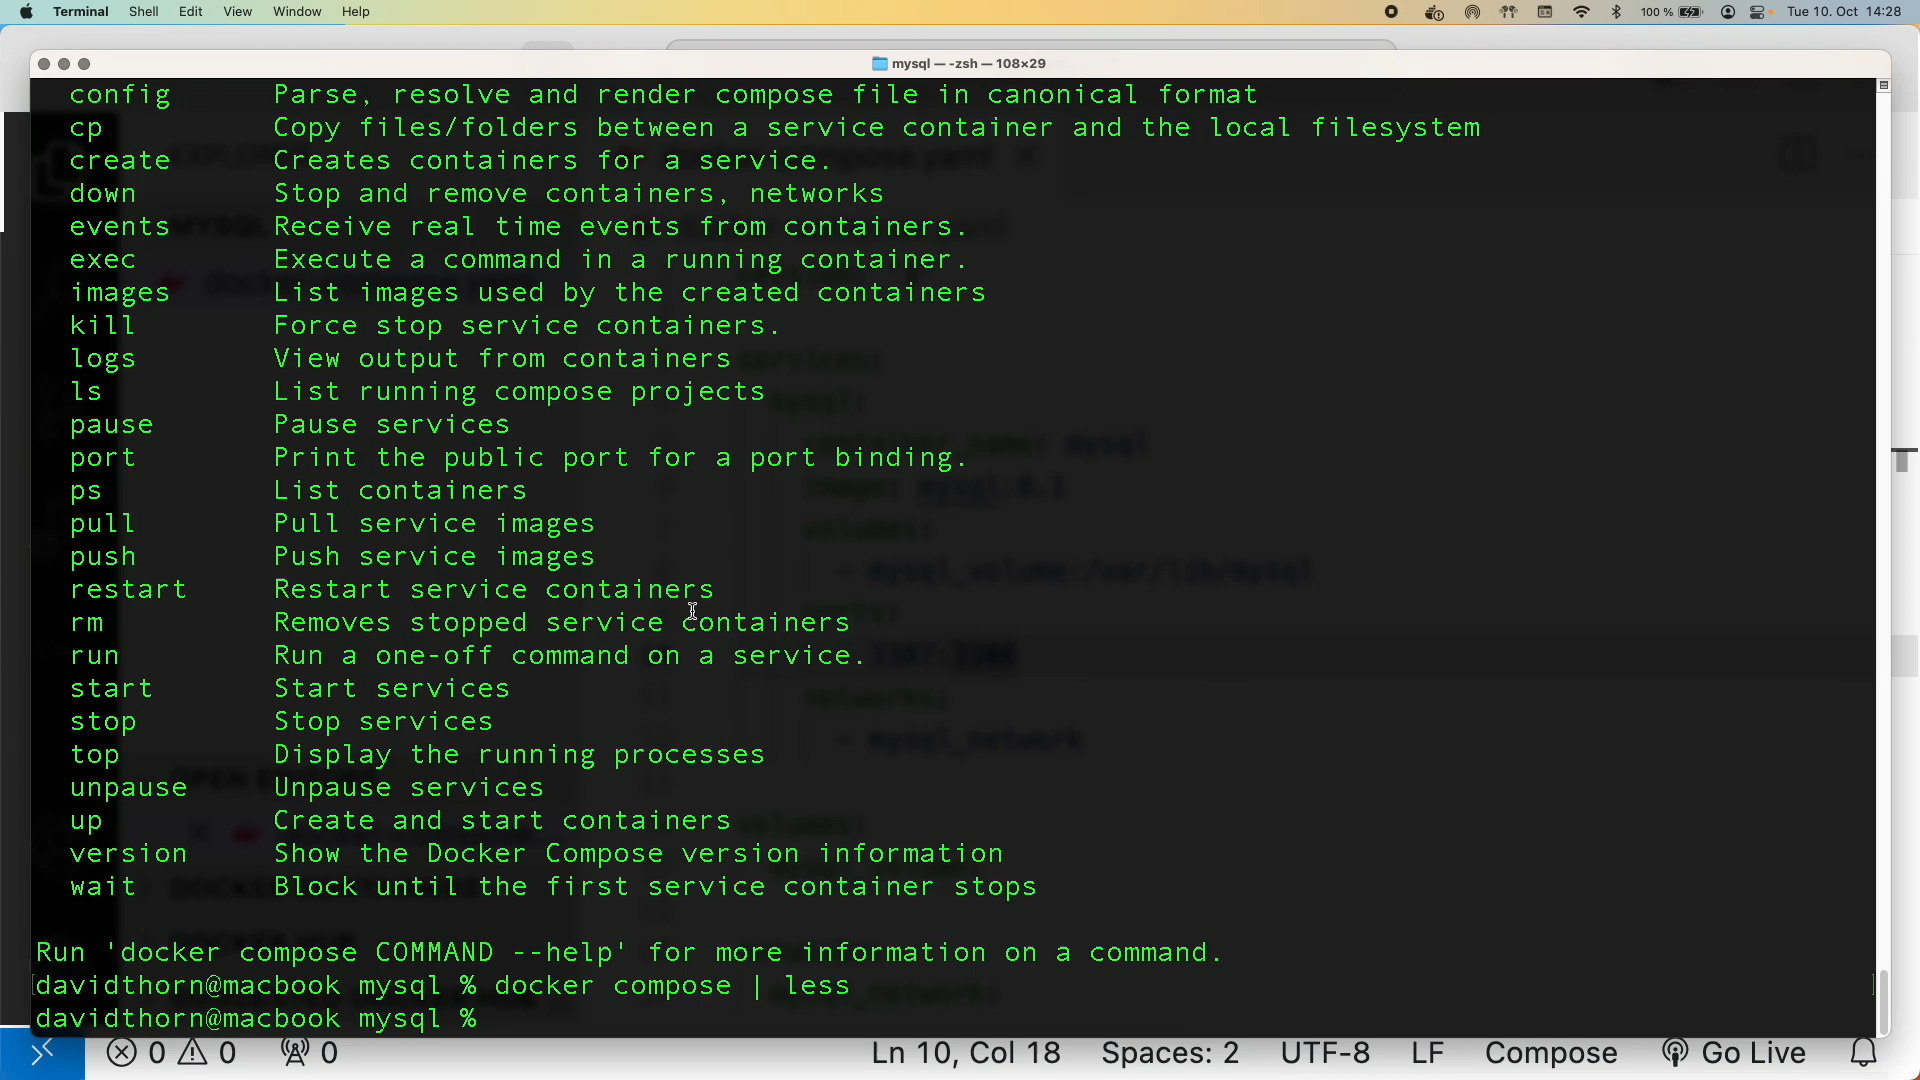 Terminal Shell Edit View Window Help 100 % Tue 10. Oct 14:28
mysql — -zsh — 108×29
config Parse, resolve and render compose file in canonical format
cp Copy files/folders between a service container and the local filesystem
create Creates containers for a service.
down Stop and remove containers, networks
events Receive real time events from containers.
exec Execute a command in a running container.
images List images used by the created containers
kill Force stop service containers.
logs View output from containers
ls List running compose projects
pause Pause services
port Print the public port for a port binding.
ps List containers
pull Pull service images
push Push service images
restart Restart service containers
rm Removes stopped service containers
run Run a one-off command on a service.
start Start services
stop Stop services
top Display the running processes
unpause Unpause services
up Create and start containers
version Show the Docker Compose version information
wait Block until the first service container stops
Run 'docker compose COMMAND --help' for more information on a command.
[davidthorn@macbook mysql % docker compose | less ]
davidthorn@macbook mysql %
0 0 0 Ln 10, Col 18 Spaces: 2 UTF-8 LF Compose Go Live